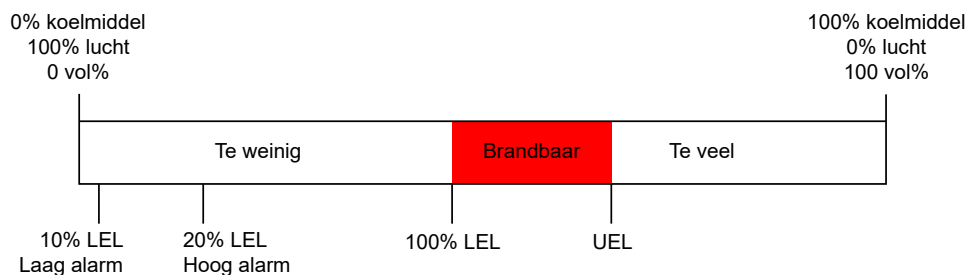 0% koelmiddel
100% lucht
0 vol%
100% koelmiddel
0% lucht
100 vol%
Te weinig
Brandbaar
Te veel
10% LEL
Laag alarm
20% LEL
Hoog alarm
100% LEL
UEL